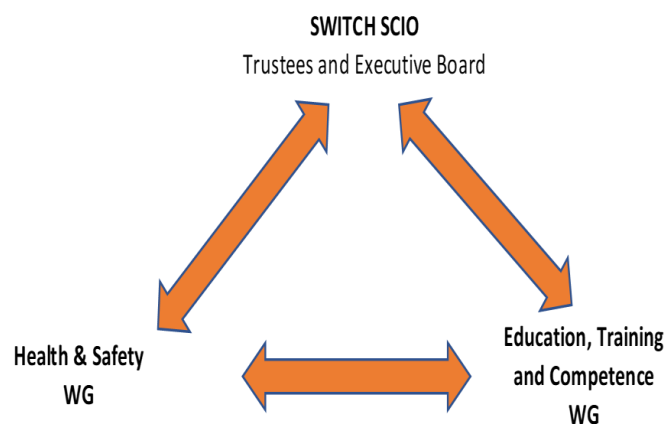 SWITCH SCIO
Trustees and Executive Board
Health & Safety
WG
Education, Training
and Competence
WG